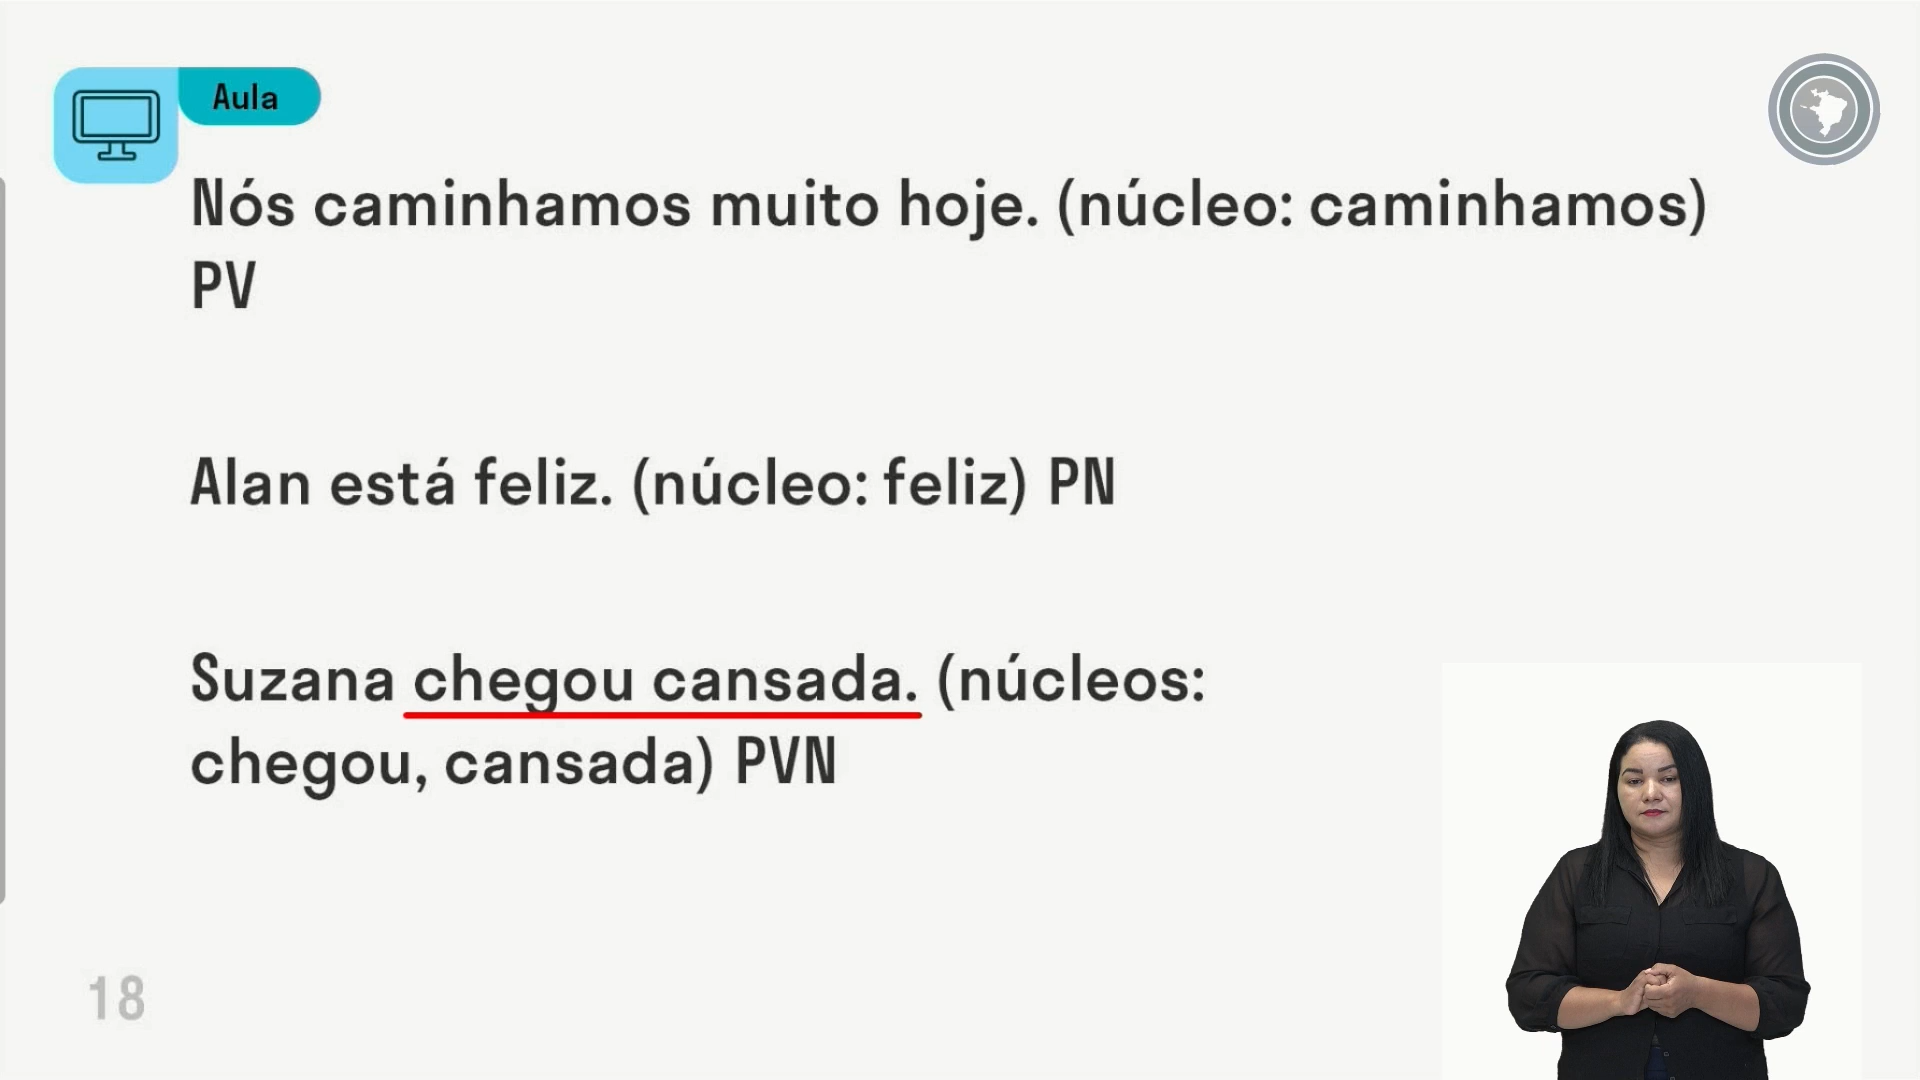 Aula
Nós caminhamos muito hoje. (núcleo: caminhamos)
PV
Alan está feliz. (núcleo: feliz) PN
Suzana chegou cansada. (núcleos:
chegou, cansada) PVN
18